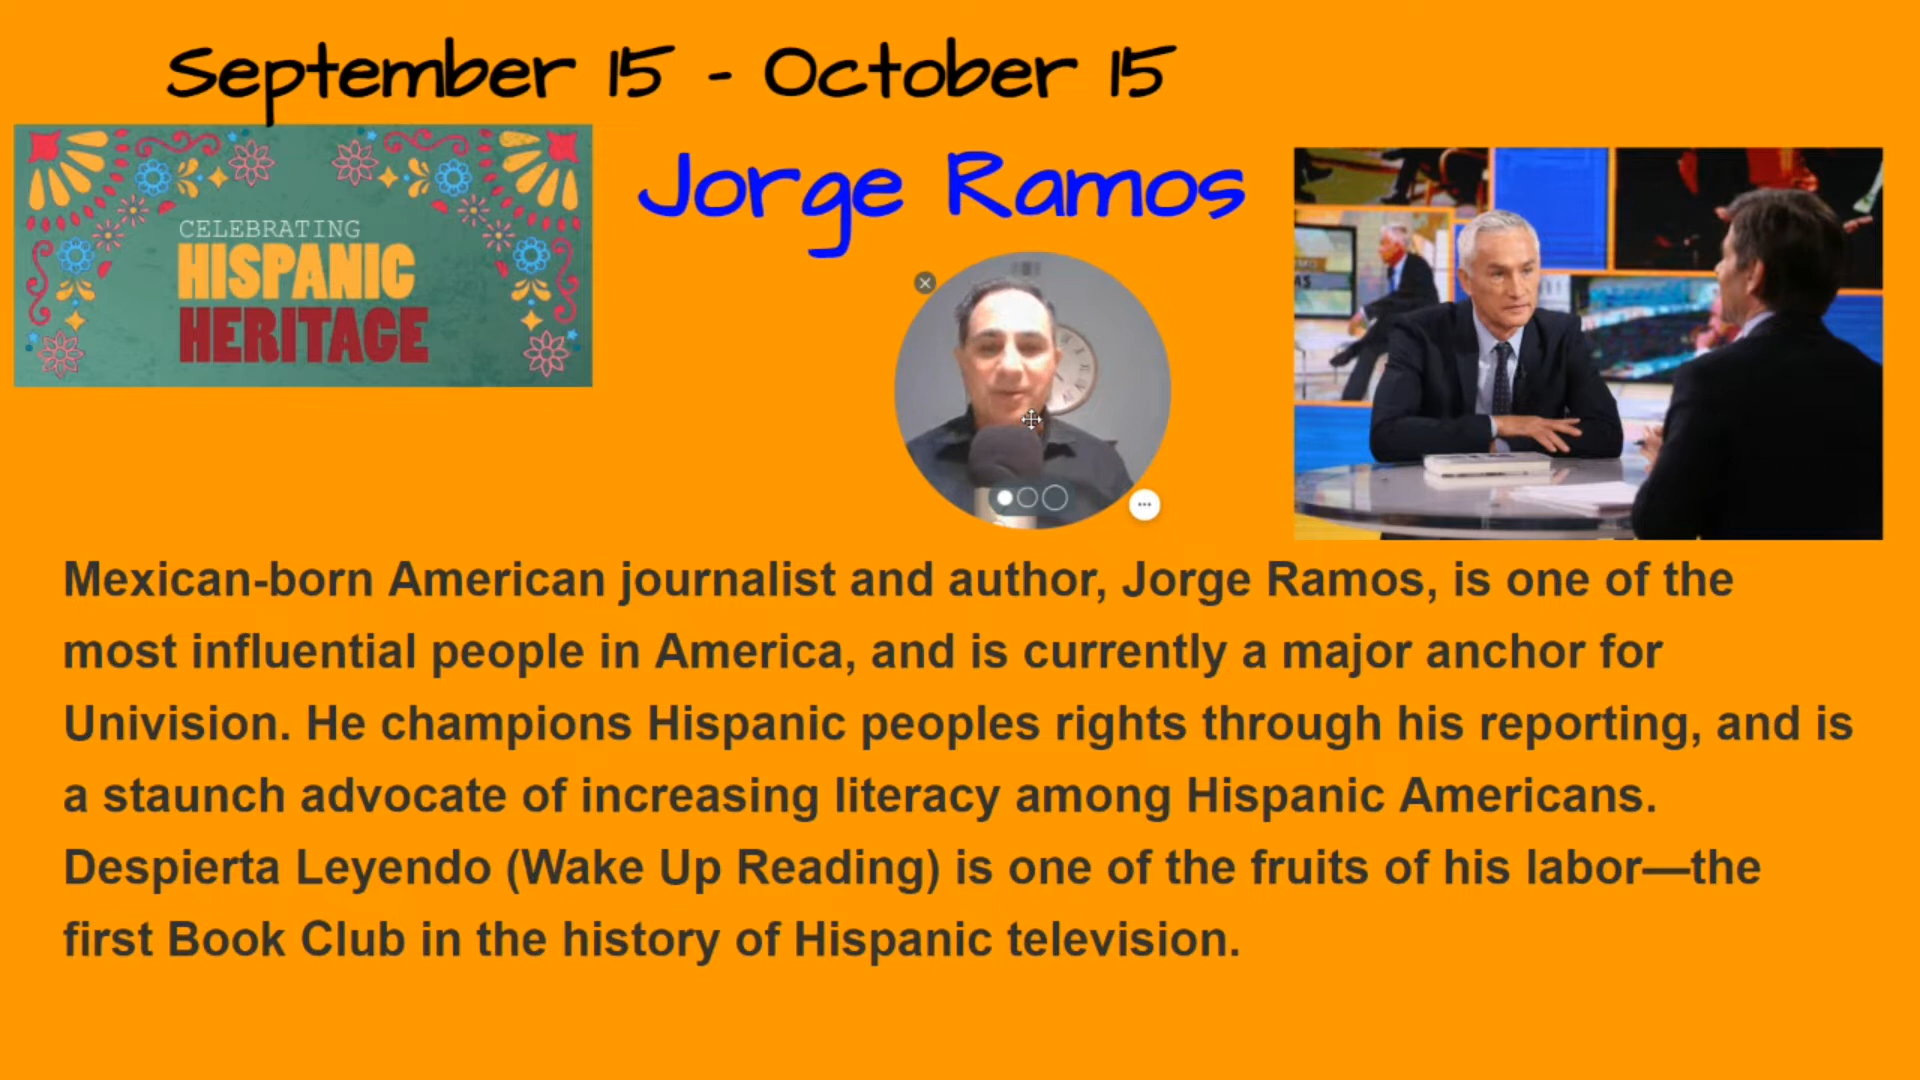 September 15 - October 15
CELEBRATING
HISPANIC
HERITAGE
Jorge Ramos
Mexican-born American journalist and author, Jorge Ramos, is one of the
most influential people in America, and is currently a major anchor for
Univision. He champions Hispanic peoples rights through his reporting, and is
a staunch advocate of increasing literacy among Hispanic Americans.
Despierta Leyendo (Wake Up Reading) is one of the fruits of his labor—the
first Book Club in the history of Hispanic television.